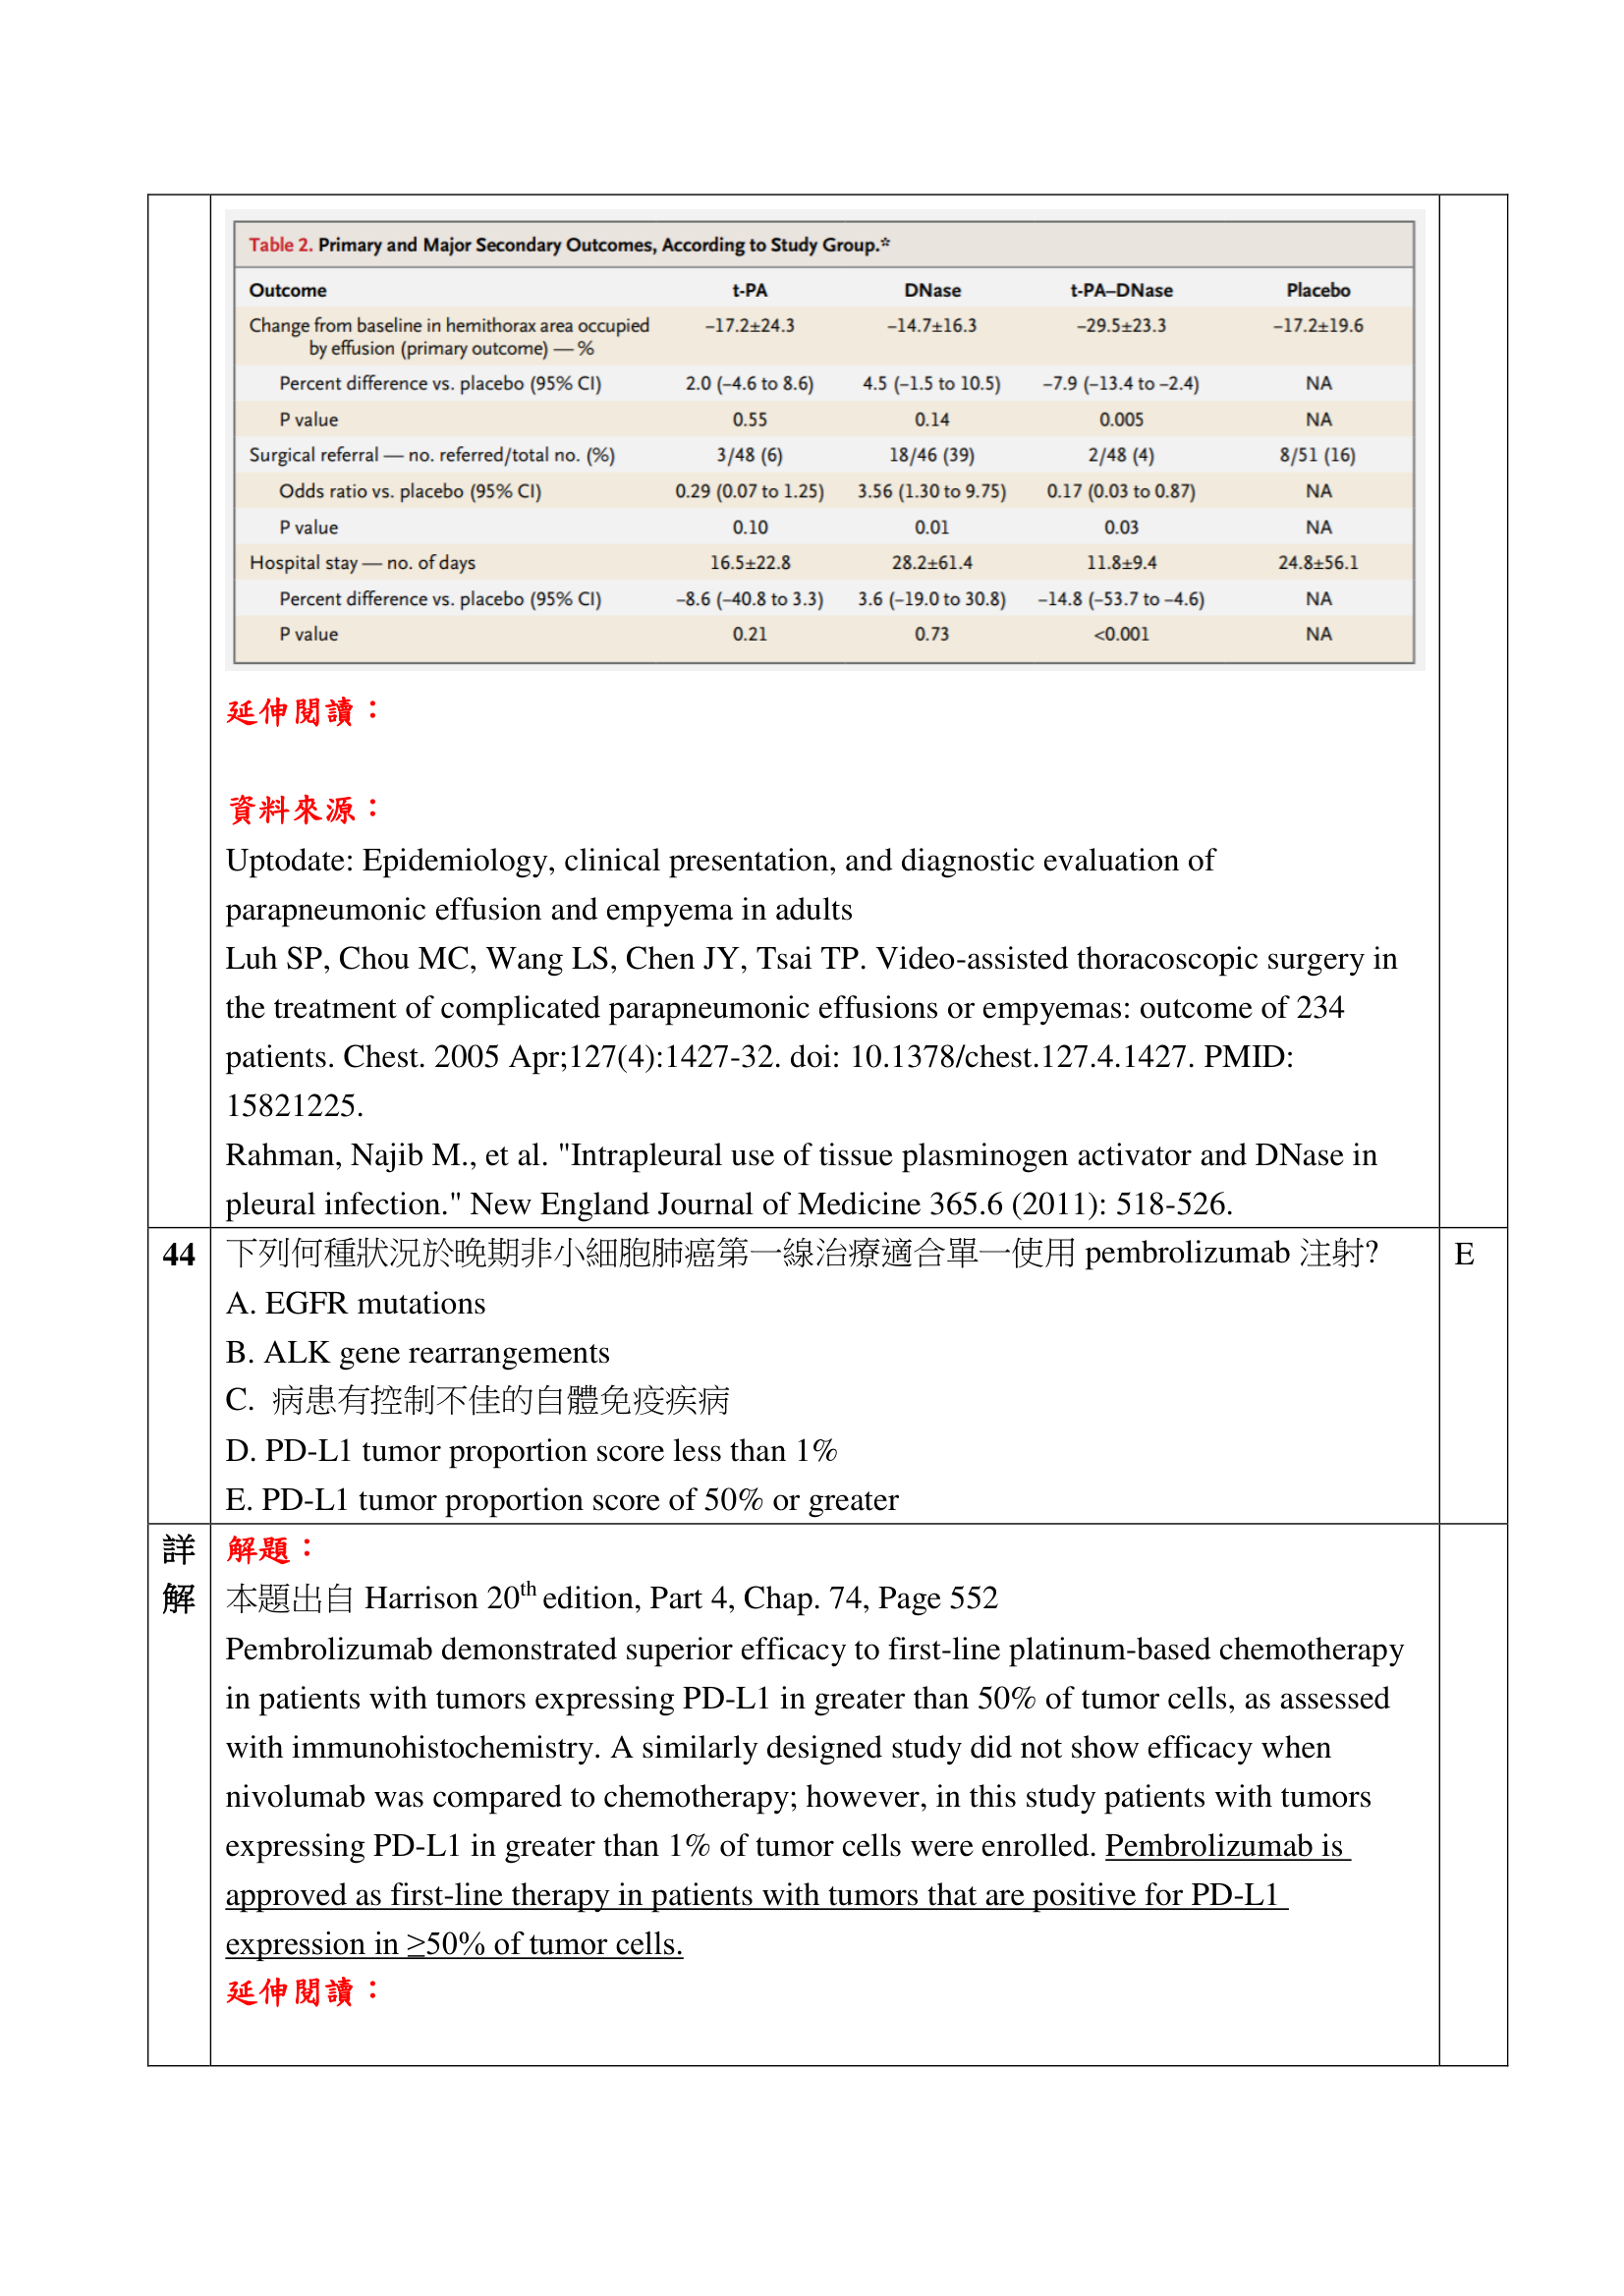 Table 2. Primary and Major Secondary Outcomes, According to Study Group.*
Outcome t-PA DNase t-PA–DNase Placebo
Change from baseline in hemithorax area occupied –17.2±24.3 –14.7±16.3 –29.5±23.3 –17.2±19.6
by effusion (primary outcome) — %
Percent difference vs. placebo (95% CI) 2.0 (–4.6 to 8.6) 4.5 (–1.5 to 10.5) –7.9 (–13.4 to –2.4) NA
P value 0.55 0.14 0.005 NA
Surgical referral — no. referred/total no. (%) 3/48 (6) 18/46 (39) 2/48 (4) 8/51 (16)
Odds ratio vs. placebo (95% CI) 0.29 (0.07 to 1.25) 3.56 (1.30 to 9.75) 0.17 (0.03 to 0.87) NA
P value 0.10 0.01 0.03 NA
Hospital stay — no. of days 16.5±22.8 28.2±61.4 11.8±9.4 24.8±56.1
Percent difference vs. placebo (95% CI) –8.6 (–40.8 to 3.3) 3.6 (–19.0 to 30.8) –14.8 (–53.7 to –4.6) NA
P value 0.21 0.73 <0.001 NA
延伸閱讀：
資料來源：
Uptodate: Epidemiology, clinical presentation, and diagnostic evaluation of
parapneumonic effusion and empyema in adults
Luh SP, Chou MC, Wang LS, Chen JY, Tsai TP. Video-assisted thoracoscopic surgery in
the treatment of complicated parapneumonic effusions or empyemas: outcome of 234
patients. Chest. 2005 Apr;127(4):1427-32. doi: 10.1378/chest.127.4.1427. PMID:
15821225.
Rahman, Najib M., et al. "Intrapleural use of tissue plasminogen activator and DNase in
pleural infection." New England Journal of Medicine 365.6 (2011): 518-526.
44 下列何種狀況於晚期非小細胞肺癌第一線治療適合單一使用 pembrolizumab 注射? E
A. EGFR mutations
B. ALK gene rearrangements
C. 病患有控制不佳的自體免疫疾病
D. PD-L1 tumor proportion score less than 1%
E. PD-L1 tumor proportion score of 50% or greater
詳 解題：
解 本題出自 Harrison 20th edition, Part 4, Chap. 74, Page 552
Pembrolizumab demonstrated superior efficacy to first-line platinum-based chemotherapy
in patients with tumors expressing PD-L1 in greater than 50% of tumor cells, as assessed
with immunohistochemistry. A similarly designed study did not show efficacy when
nivolumab was compared to chemotherapy; however, in this study patients with tumors
expressing PD-L1 in greater than 1% of tumor cells were enrolled. Pembrolizumab is
approved as first-line therapy in patients with tumors that are positive for PD-L1
expression in ≥50% of tumor cells.
延伸閱讀：